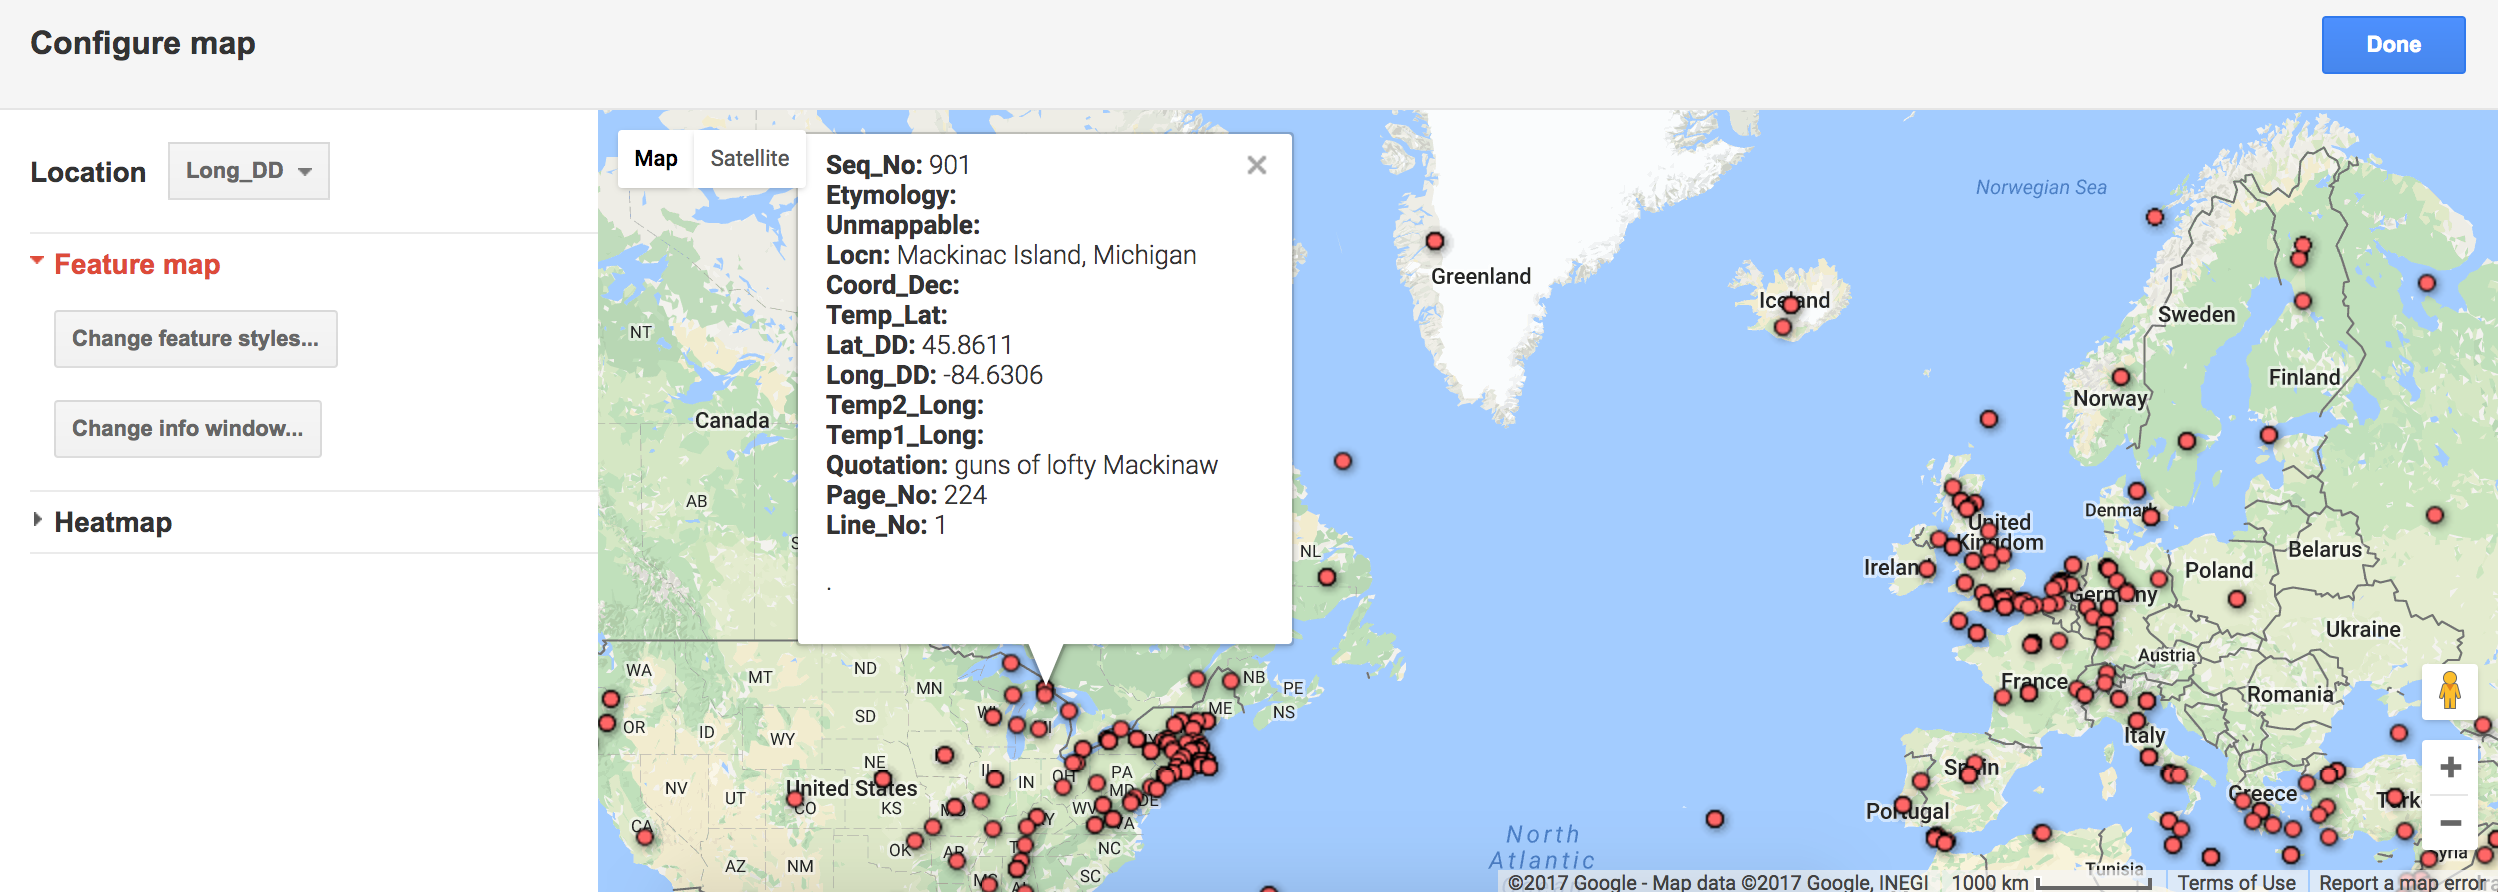 Configure map
Done
Location
Long_DD
Feature map
Change feature styles...
Change info window...
Heatmap
Map
Satellite
Seq_No: 901
Etymology:
Unmappable:
Locn: Mackinac Island, Michigan
Coord_Dec:
Temp_Lat:
Lat_DD: 45.8611
Long_DD: -84.6306
Temp2_Long:
Temp1_Long:
Quotation: guns of lofty Mackinaw
Page_No: 224
Line_No: 1
.
Norwegian Sea
Greenland
Iceland
Sweden
Finland
Norway
NT
Canada
AB
NL
Denmark
United
Kingdom
Ireland
Belarus
Poland
Germany
Ukraine
Austria
France
Romania
Italy
Spain
Portugal
Greece
Tunisia
WA
MT
ND
MN
NB
PE
ME
NS
OR
ID
SD
WY
NE
IN
OH
PA
MD
DE
NV
UT
United States
CO
KS
WV
VA
CA
OK
AR
NC
AZ
NM
SC
North
Atlantic
©2017 Google - Map data ©2017 Google, INEGI
1000 km
Terms of Use
Report a map error